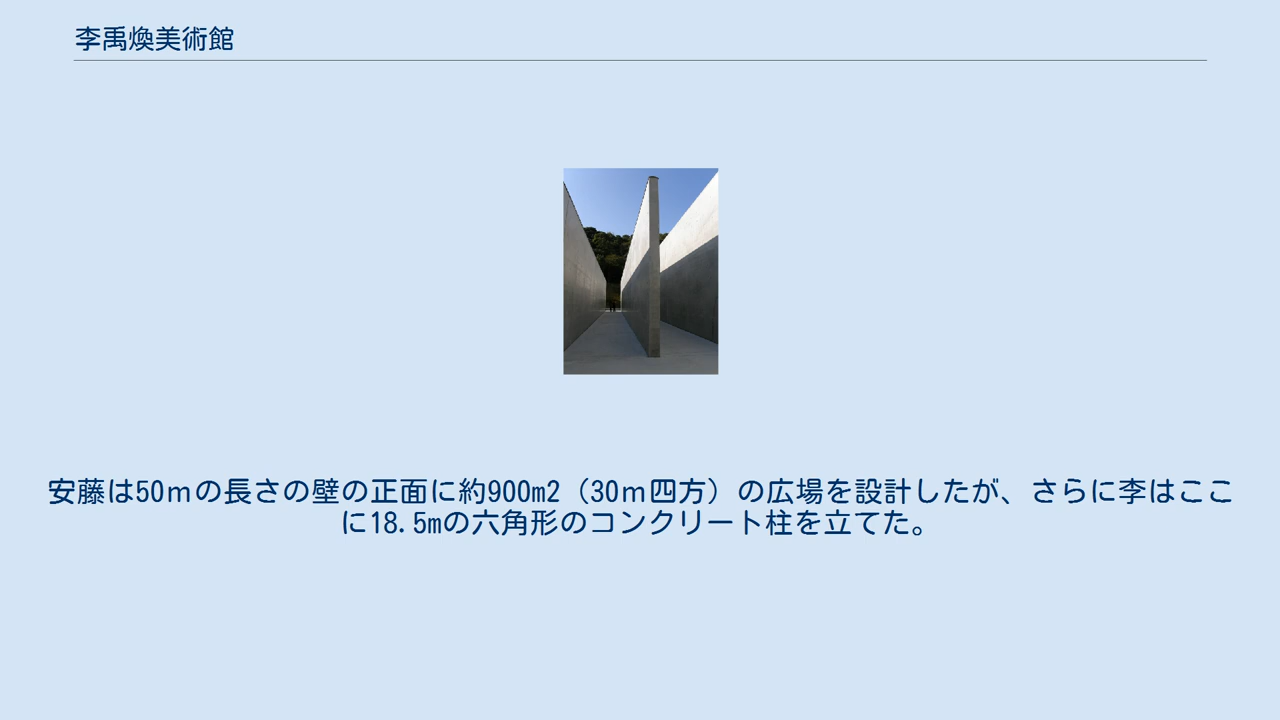 李禹煥美術館
安藤は50ｍの長さの壁の正面に約900m2（30ｍ四方）の広場を設計したが、さらに李はここ
に18.5mの六角形のコンクリート柱を立てた。